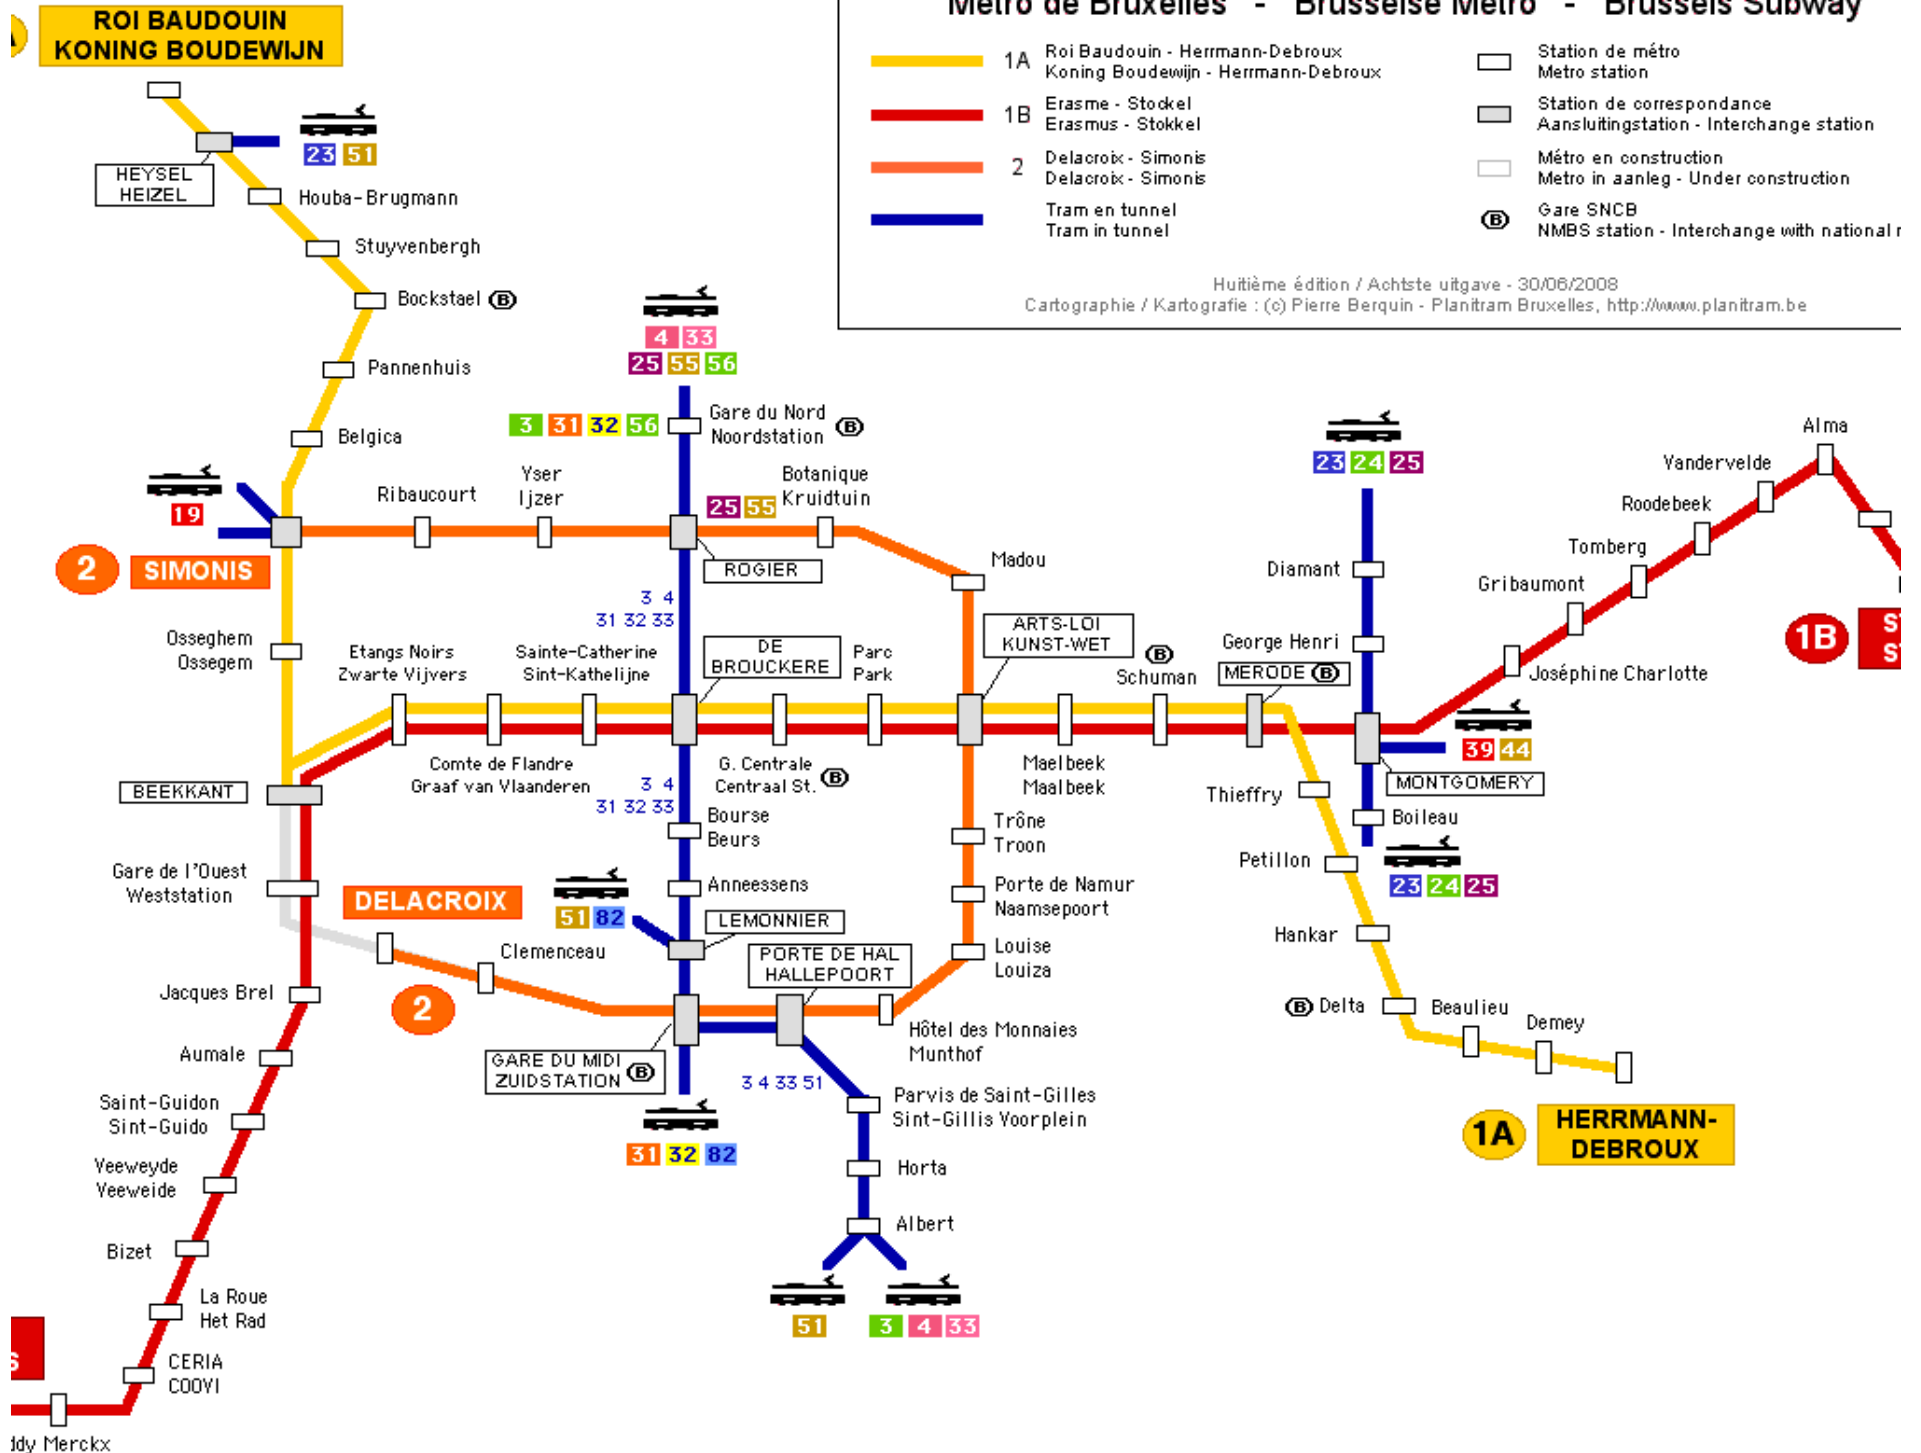 ROI BAUDOUIN
KONING BOUDEWIJN
Métro de Bruxelles - Brusselse Metro - Brussels Subway
1A
Roi Baudouin - Herrmann-Debroux
Koning Boudewijn - Herrmann-Debroux
1B
Erasme - Stockel
Erasmus - Stokkel
2
Delacroix - Simonis
Delacroix - Simonis
Tram en tunnel
Tram in tunnel
Station de métro
Metro station
Station de correspondance
Aansluitingstation - Interchange station
Métro en construction
Metro in aanleg - Under construction
B
Gare SNCB
NMBS station - Interchange with national
Huitième édition / Achtste uitgave - 30/06/2008
Cartographie / Kartografie : (c) Pierre Berquin - Planitram Bruxelles, http://www.planitram.be
23 51
HEYSEL
HEIZEL
Houba-Brugmann
Stuyvenbergh
Bockstael B
Pannenhuis
Belgica
19
2 SIMONIS
Ribaucourt
Yser
Ijzer
4 33
25 55 56
3 31 32 56
Gare du Nord
Noordstation B
25 55
Botanique
Kruidtuin
ROGIER
Madou
3 4
31 32 33
Osseghem
Ossegem
Etangs Noirs
Zwarte Vijvers
Sainte-Catherine
Sint-Kathelijne
DE
BROUCKERE
Parc
Park
ARTS-LOI
KUNST-WET
B
Schuman
MERODE B
George Henri
Diamant
23 24 25
Alma
Vandervelde
Roodebeek
Tomberg
Gribaumont
Joséphine Charlotte
1B
39 44
MONTGOMERY
Boileau
23 24 25
BEEKKANT
Comte de Flandre
Graaf van Vlaanderen
3 4
31 32 33
G. Centrale
Centraal St. B
Maelbeek
Maalbeek
Thieffry
Petillon
Hankar
B Delta
Beaulieu
Demey
1A
HERRMANN-
DEBROUX
Bourse
Beurs
Anneessens
Trône
Troon
Porte de Namur
Naamsepoort
Louise
Louiza
Gare de l'Ouest
Weststation
DELACROIX
2
Clemenceau
51 82
LEMONNIER
PORTE DE HAL
HALLEPOORT
Hôtel des Monnaies
Munthof
GARE DU MIDI
ZUIDSTATION B
3 4 33 51
31 32 82
Parvis de Saint-Gilles
Sint-Gillis Voorplein
Horta
Albert
51
3 4 33
Jacques Brel
Aumale
Saint-Guidon
Sint-Guido
Veeweyde
Veeweide
Bizet
La Roue
Het Rad
CERIA
COOVI
Merckx